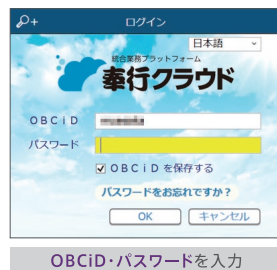 ログイン
日本語
統合業務プラットフォーム
奉行クラウド
OBCiD
パスワード
OBCiDを保存する
パスワードをお忘れですか？
OK キャンセル
OBCiD・パスワードを入力